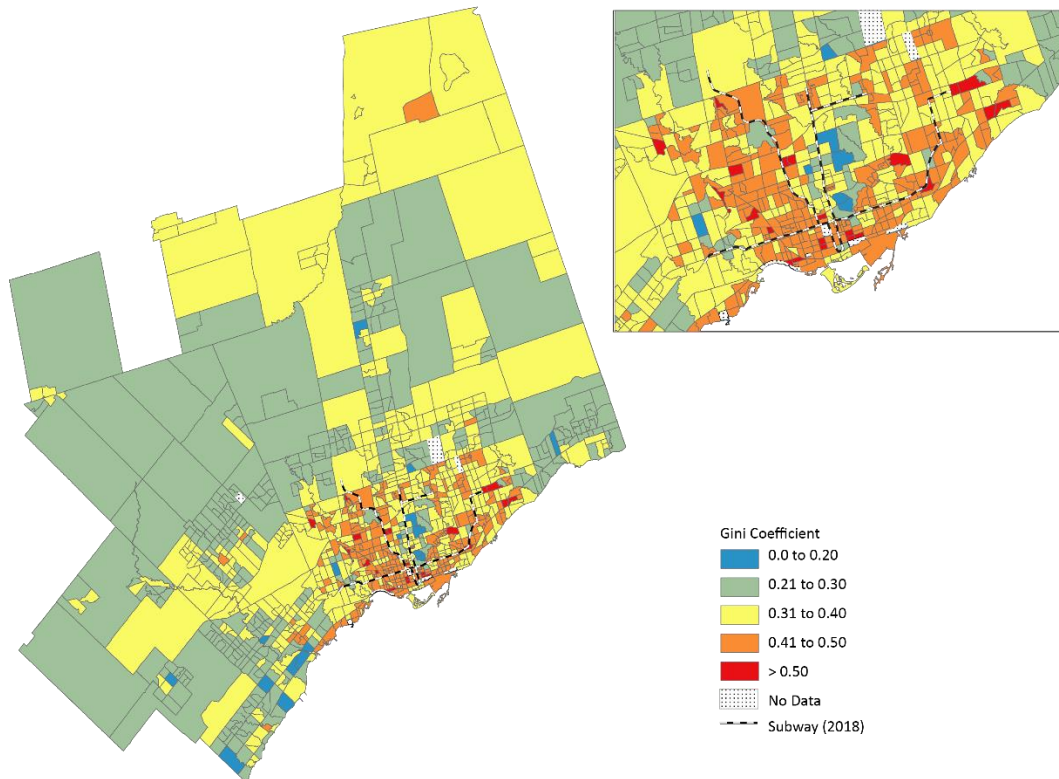 Gini Coefficient
0.0 to 0.20
0.21 to 0.30
0.31 to 0.40
0.41 to 0.50
> 0.50
No Data
Subway (2018)